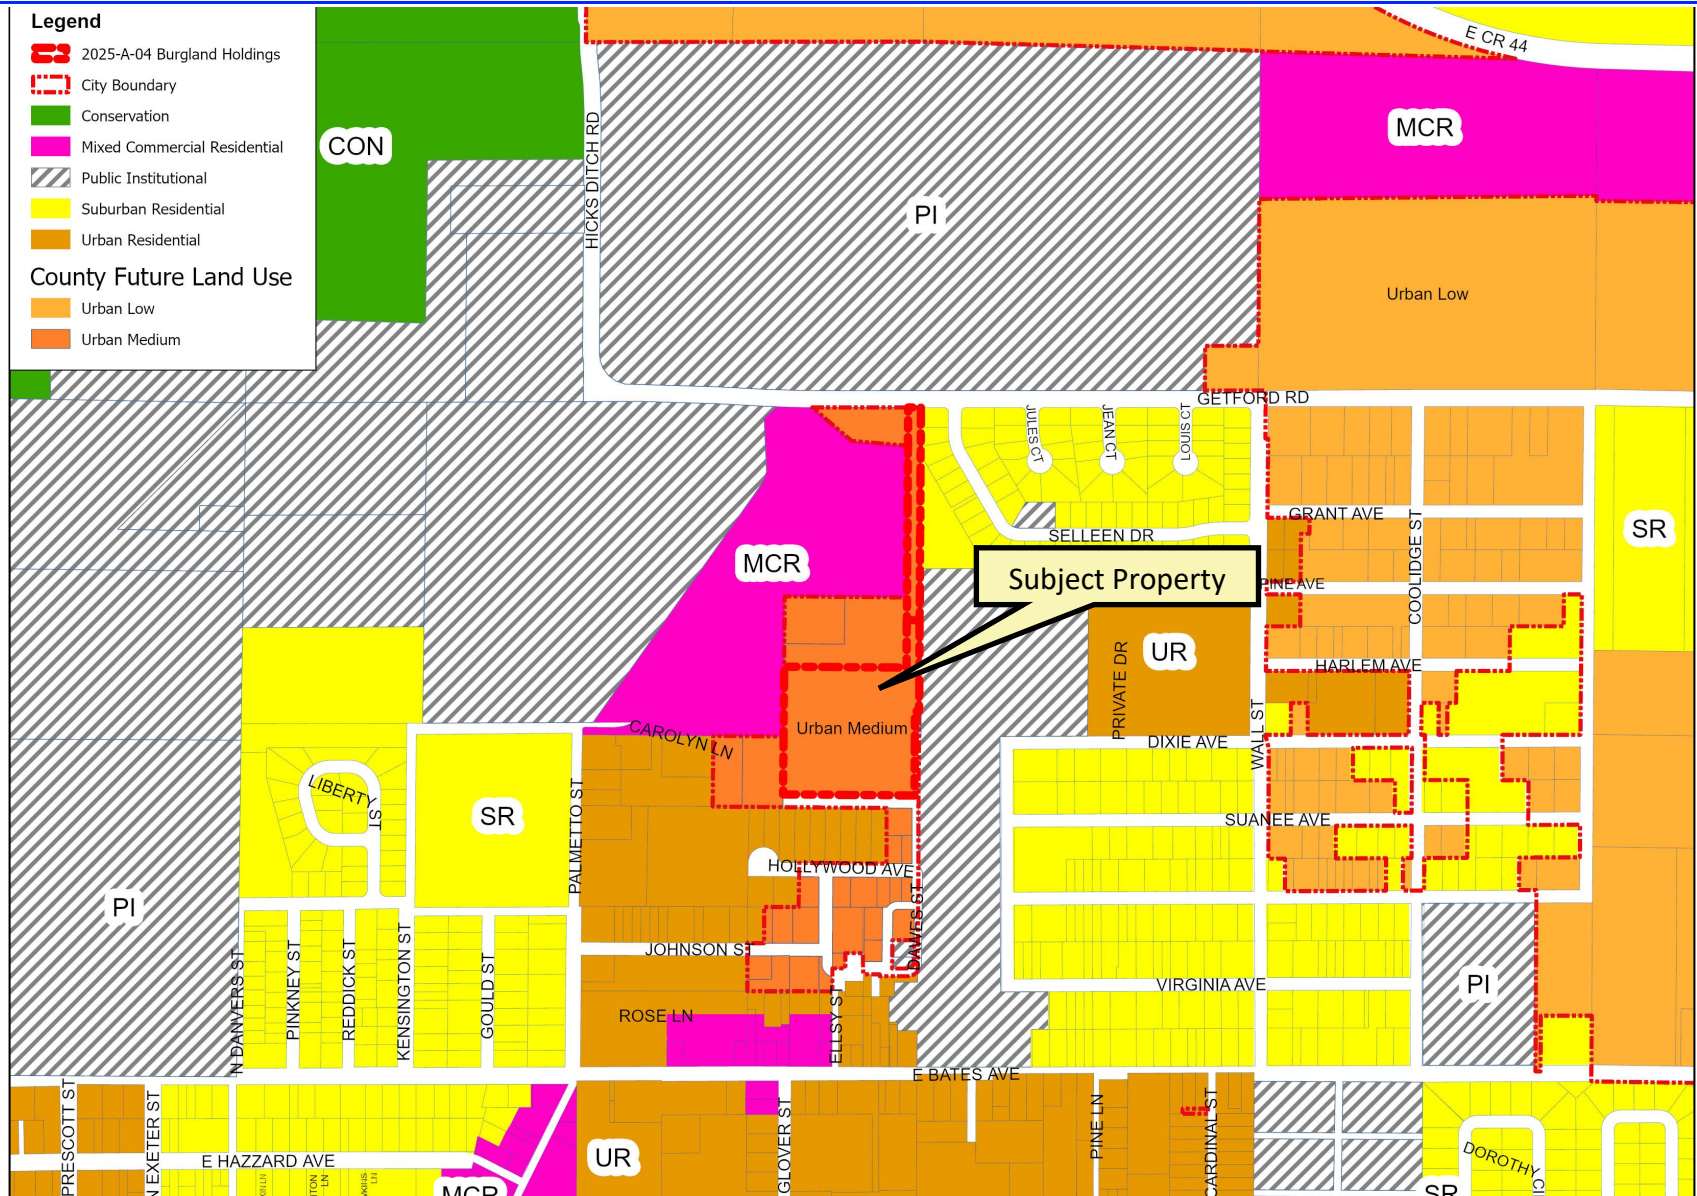 Legend
2025-A-04 Burgland Holdings
City Boundary
Conservation
Mixed Commercial Residential
Public Institutional
Suburban Residential
Urban Residential
County Future Land Use
Urban Low
Urban Medium
E CR 44
CON
MCR
HICKS DITCH RD
PI
Urban Low
GETFORD RD
JULES CT
JEAN CT
LOUIS CT
GRANT AVE
COOLIDGE ST
SR
SELLEEN DR
MCR
Subject Property
PINE AVE
PRIVATE DR
UR
HARLEM AVE
Urban Medium
CAROLYN LN
WALL ST
DIXIE AVE
LIBERTY ST
SR
PALMETTO ST
SUANEE AVE
HOLLYWOOD AVE
PI
DAWES ST
JOHNSON ST
N DANVERS ST
PINKNEY ST
REDDICK ST
KENSINGTON ST
GOULD ST
VIRGINIA AVE
PI
ROSE LN
ELLSY ST
E BATES AVE
PRESCOTT ST
N EXETER ST
GLOVER ST
PINE LN
CARDINAL ST
E HAZZARD AVE
UR
DOROTHY CI
MCR
SR